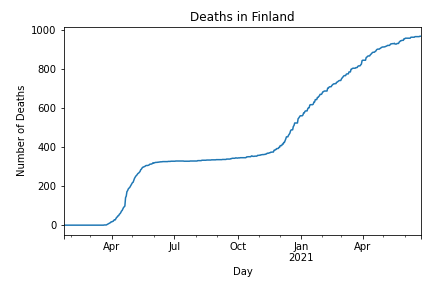 Deaths in Finland
1000
800
600
400
200
0
Number of Deaths
Apr
Jul
Oct
Jan
2021
Apr
Day